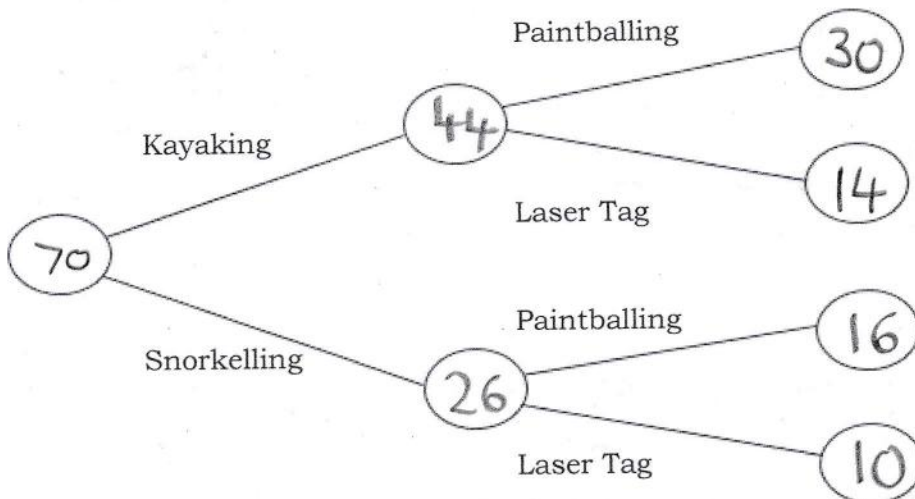 Paintballing
30
44
Kayaking
14
Laser Tag
70
Paintballing
16
Snorkelling
26
10
Laser Tag